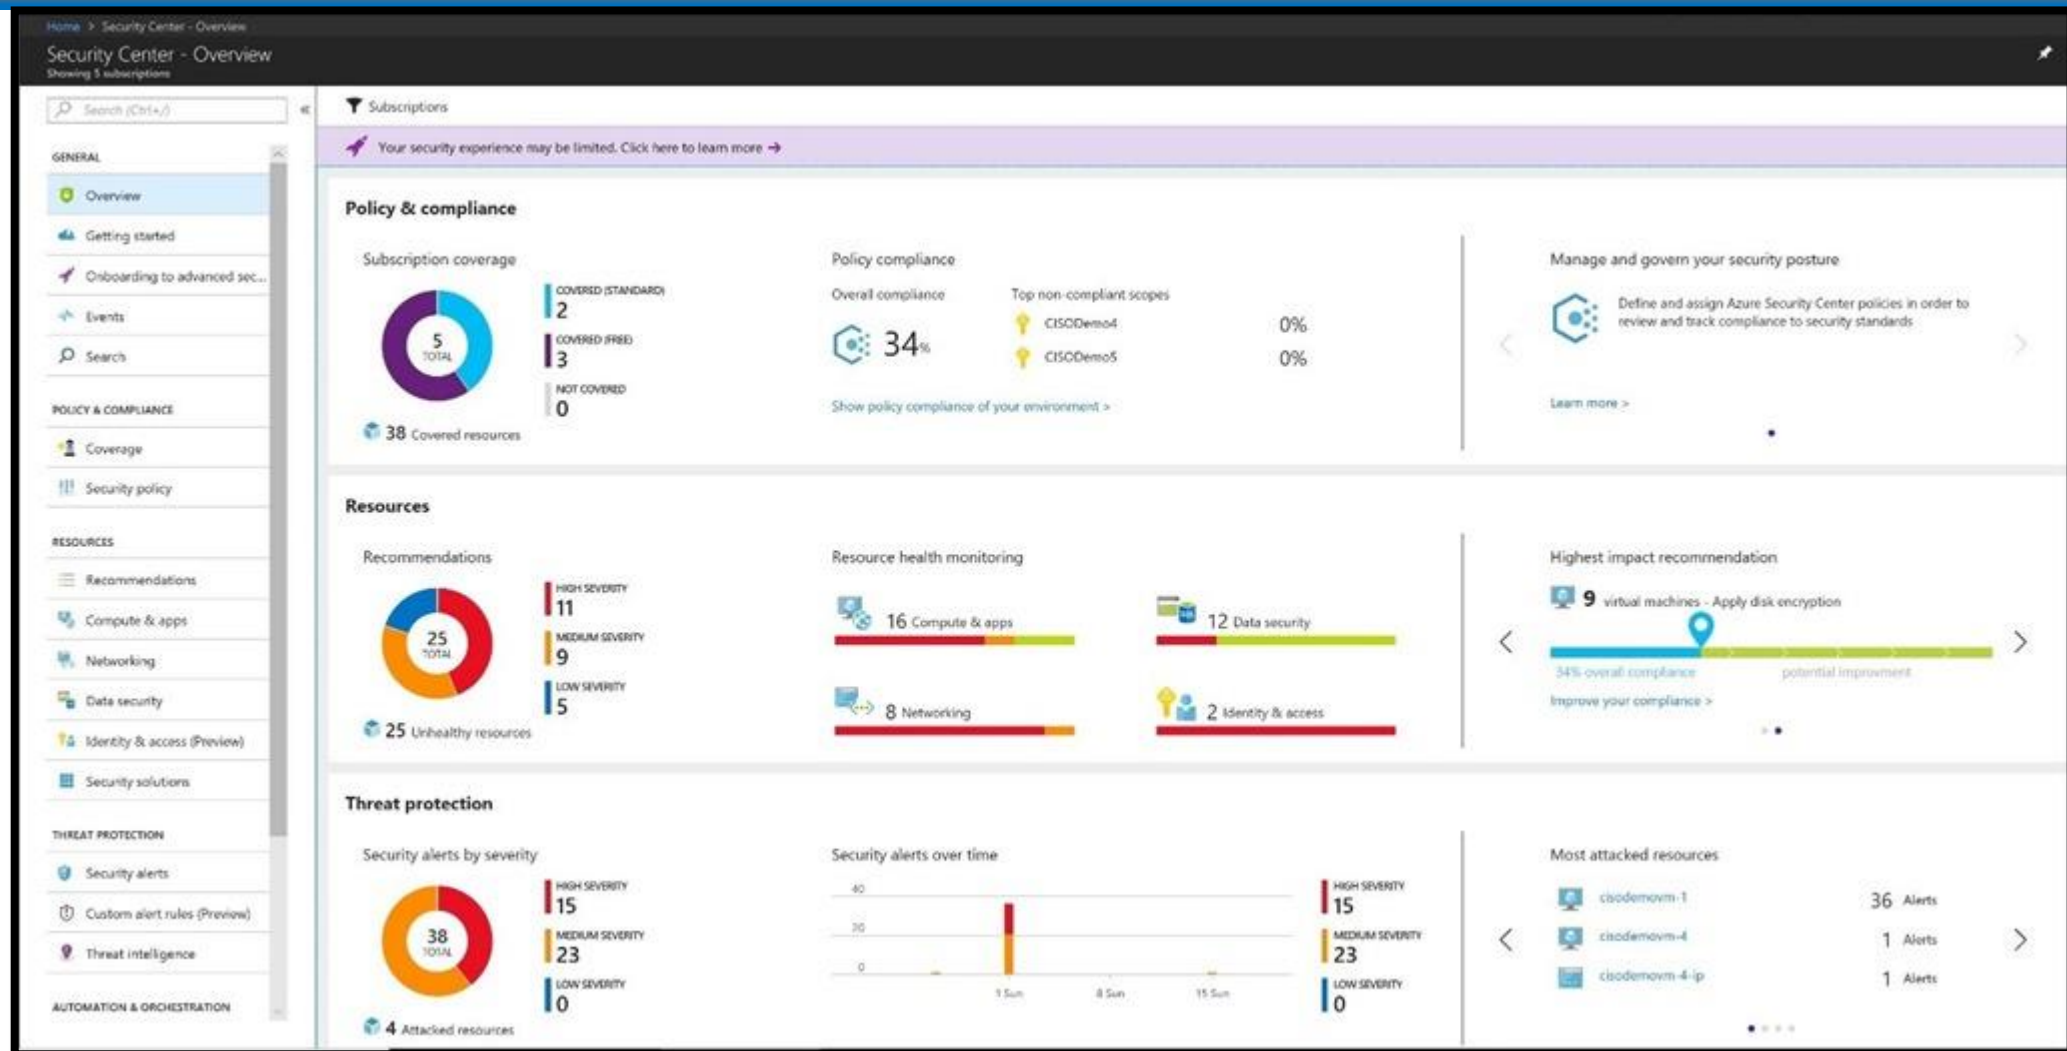 Home > Security Center - Overview
Security Center - Overview
Showing 5 subscriptions
Search (Ctrl+/)
«
GENERAL
Overview
Getting started
Onboarding to advanced sec...
Events
Search
POLICY & COMPLIANCE
Coverage
Security policy
RESOURCES
Recommendations
Compute & apps
Networking
Data security
Identity & access (Preview)
Security solutions
THREAT PROTECTION
Security alerts
Custom alert rules (Preview)
Threat intelligence
AUTOMATION & ORCHESTRATION
Subscriptions
Your security experience may be limited. Click here to learn more →
Policy & compliance
Subscription coverage
5
TOTAL
COVERED (STANDARD)
2
COVERED (FREE)
3
NOT COVERED
0
38 Covered resources
Policy compliance
Overall compliance
34%
Top non-compliant scopes
CISODemo4 0%
CISODemo5 0%
Show policy compliance of your environment >
Manage and govern your security posture
Define and assign Azure Security Center policies in order to
review and track compliance to security standards
Learn more >
Resources
Recommendations
25
TOTAL
HIGH SEVERITY
11
MEDIUM SEVERITY
9
LOW SEVERITY
5
25 Unhealthy resources
Resource health monitoring
16 Compute & apps
12 Data security
8 Networking
2 Identity & access
Highest impact recommendation
9 virtual machines - Apply disk encryption
34% overall compliance
potential improvment
Improve your compliance >
Threat protection
Security alerts by severity
38
TOTAL
HIGH SEVERITY
15
MEDIUM SEVERITY
23
LOW SEVERITY
0
4 Attacked resources
Security alerts over time
40
20
0
1 Sun
8 Sun
15 Sun
HIGH SEVERITY
15
MEDIUM SEVERITY
23
LOW SEVERITY
0
Most attacked resources
cisodemovm-1 36 Alerts
cisodemovm-4 1 Alerts
cisodemovm-4-ip 1 Alerts